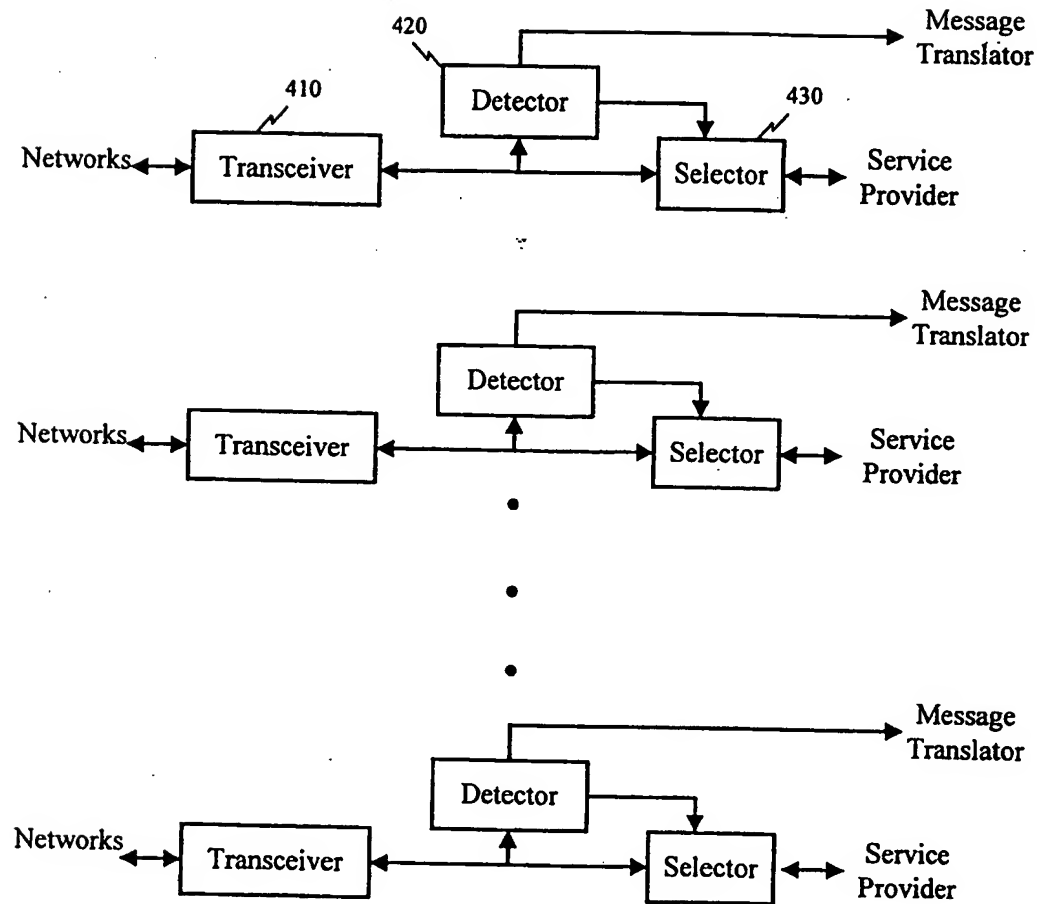 420
Message
Translator
410
Detector
430
Networks
Transceiver
Selector
Service
Provider
Message
Translator
Detector
Networks
Transceiver
Selector
Service
Provider
Message
Translator
Detector
Networks
Transceiver
Selector
Service
Provider